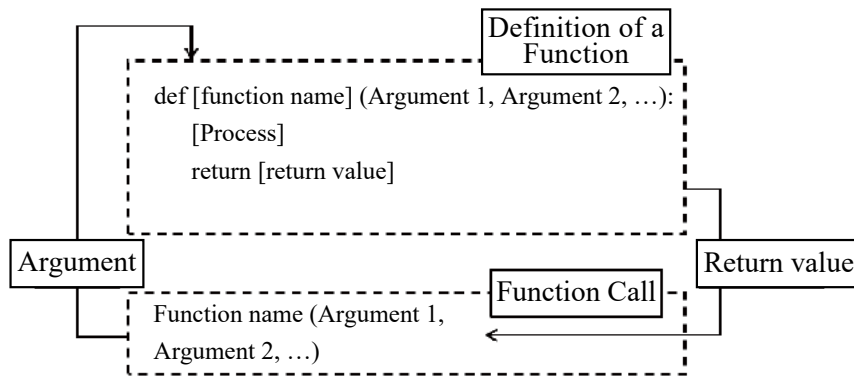 Definition of a
Function
def [function name] (Argument 1, Argument 2, …):
[Process]
return [return value]
Argument
Return value
Function Call
Function name (Argument 1,
Argument 2, …)